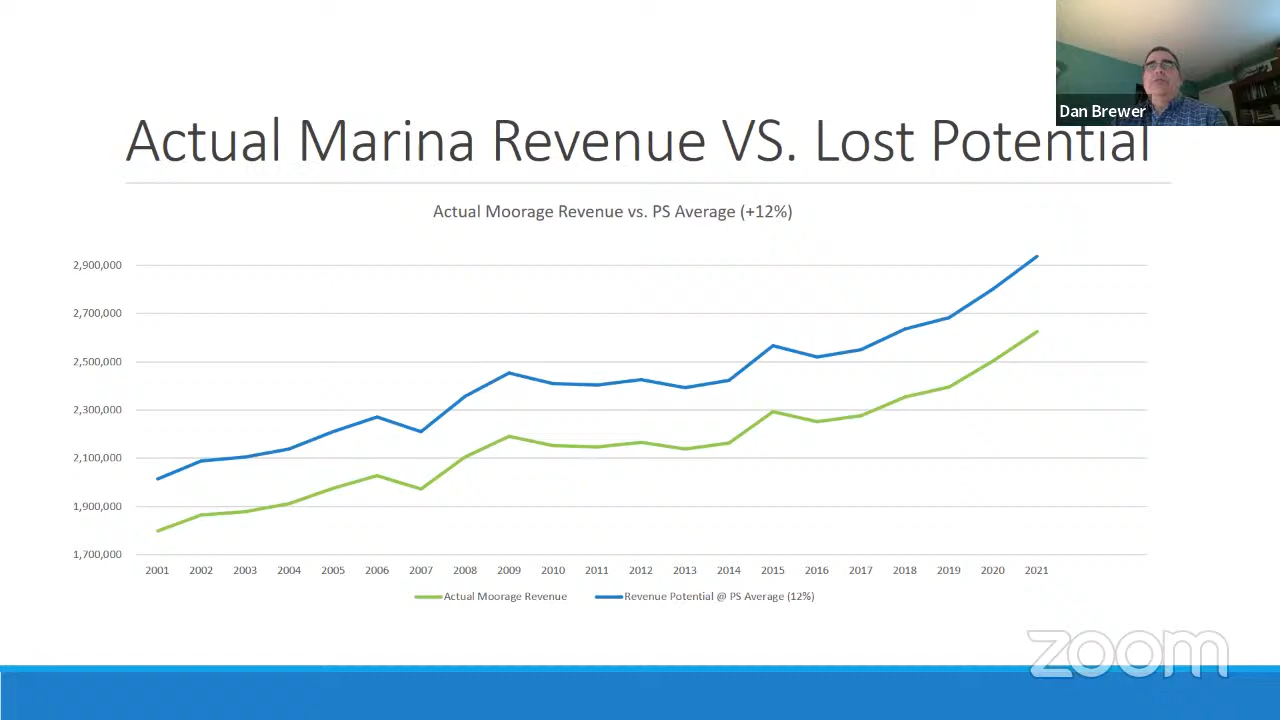 Dan Brewer
Actual Marina Revenue VS. Lost Potential
Actual Moorage Revenue vs. PS Average (+12%)
2,900,000
2,700,000
2,500,000
2,300,000
2,100,000
1,900,000
1,700,000
2001 2002 2003 2004 2005 2006 2007 2008 2009 2010 2011 2012 2013 2014 2015 2016 2017 2018 2019 2020 2021
Actual Moorage Revenue Revenue Potential @ PS Average (12%)
zoom